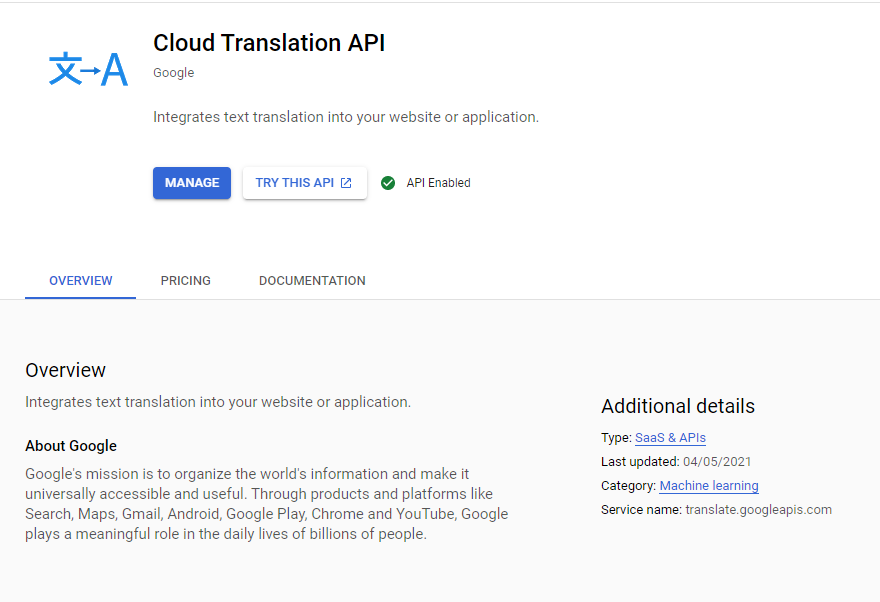 文→A
Cloud Translation API
Google
Integrates text translation into your website or application.
MANAGE
TRY THIS API
API Enabled
OVERVIEW
PRICING
DOCUMENTATION
Overview
Integrates text translation into your website or application.
About Google
Google's mission is to organize the world's information and make it
universally accessible and useful. Through products and platforms like
Search, Maps, Gmail, Android, Google Play, Chrome and YouTube, Google
plays a meaningful role in the daily lives of billions of people.
Additional details
Type: SaaS & APIs
Last updated: 04/05/2021
Category: Machine learning
Service name: translate.googleapis.com